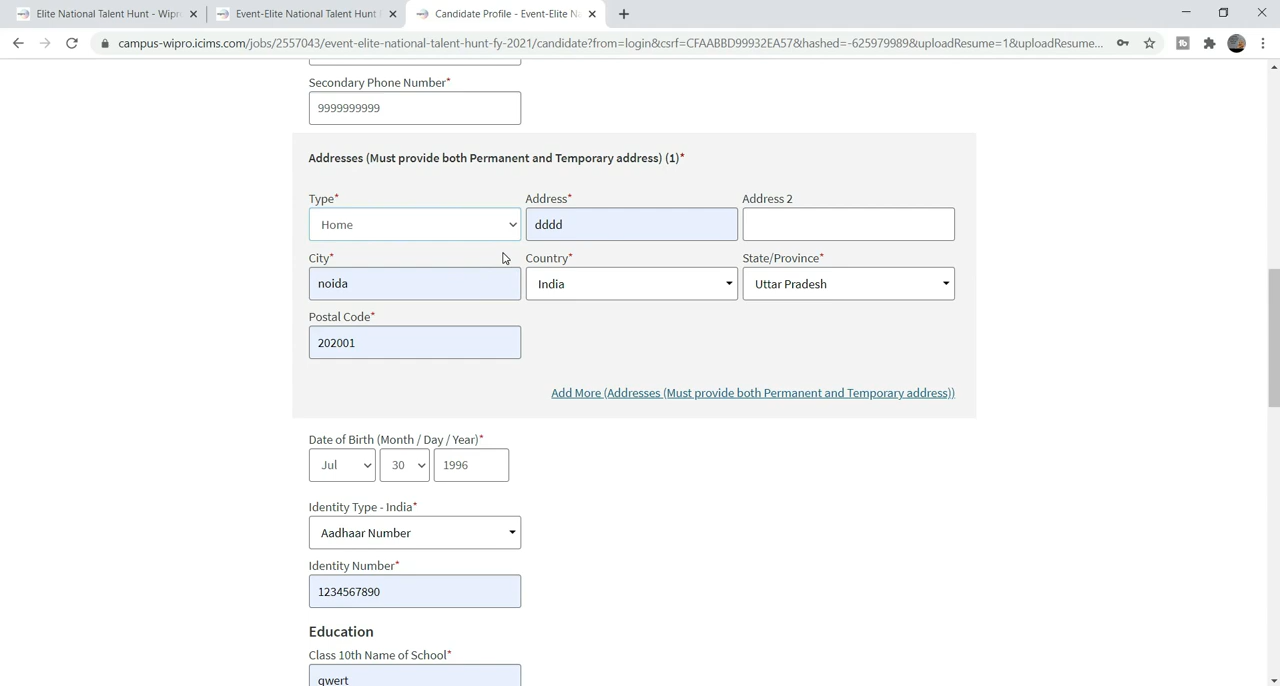 Elite National Talent Hunt - Wipr
Event-Elite National Talent Hunt
Candidate Profile - Event-Elite N
campus-wipro.icims.com/jobs/2557043/event-elite-national-talent-hunt-fy-2021/candidate?from=login&csrf=CFAABBD99932EA57&hashed=-625979989&uploadResume=1&uploadResume...
Secondary Phone Number*
9999999999
Addresses (Must provide both Permanent and Temporary address) (1)*
Type* Address* Address 2
Home dddd
City* Country* State/Province*
noida India Uttar Pradesh
Postal Code*
202001
Add More (Addresses (Must provide both Permanent and Temporary address))
Date of Birth (Month / Day / Year)*
Jul 30 1996
Identity Type - India*
Aadhaar Number
Identity Number*
1234567890
Education
Class 10th Name of School*
qwert